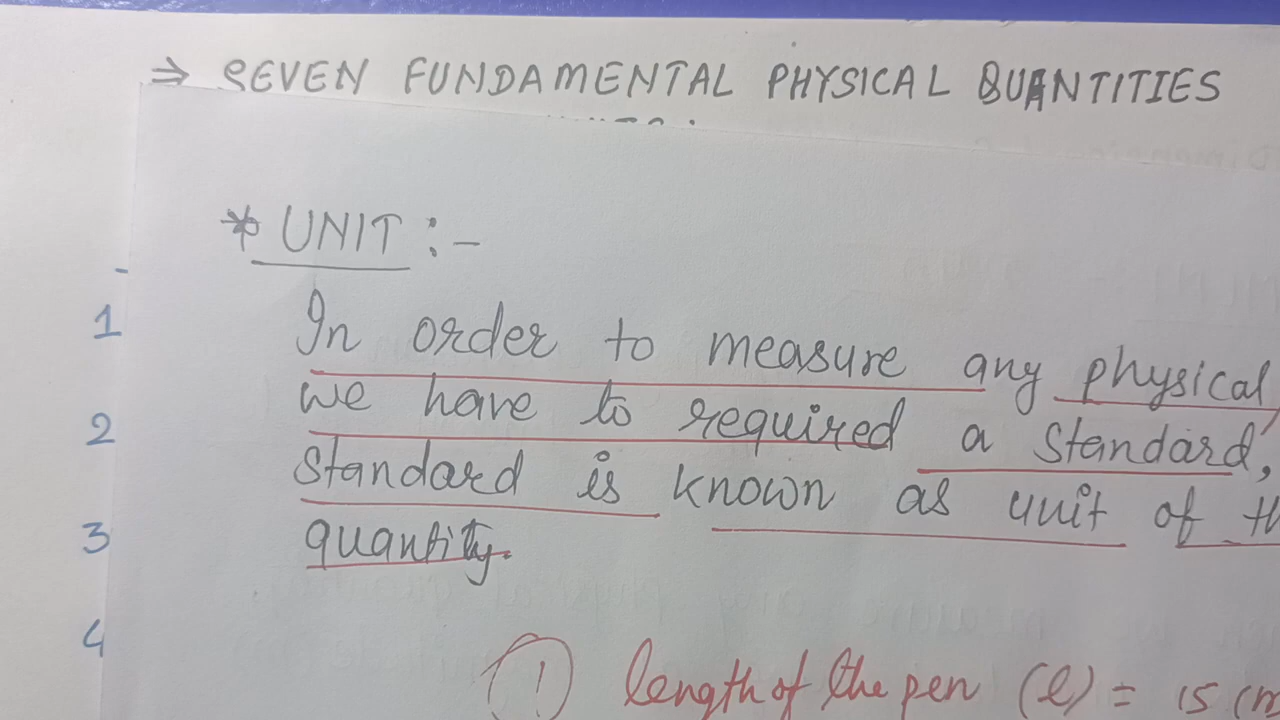 ⇒ SEVEN FUNDAMENTAL PHYSICAL QUANTITIES
* UNIT :-
1
In order to measure any physical
we have to required a standard,
2
standard is known as unit of
3
quantity.
4
① length of the pen (l) = 15